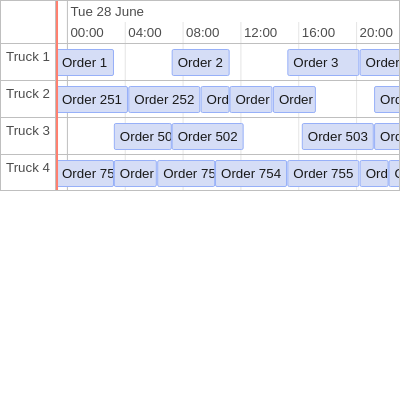 Tue 28 June
00:00 04:00 08:00 12:00 16:00 20:00
Truck 1 Order 1 Order 2 Order 3 Order
Truck 2 Order 251 Order 252 Ord Order Order Ord
Truck 3 Order 50 Order 502 Order 503 Ord
Truck 4 Order 75 Order Order 75 Order 754 Order 755 Ord